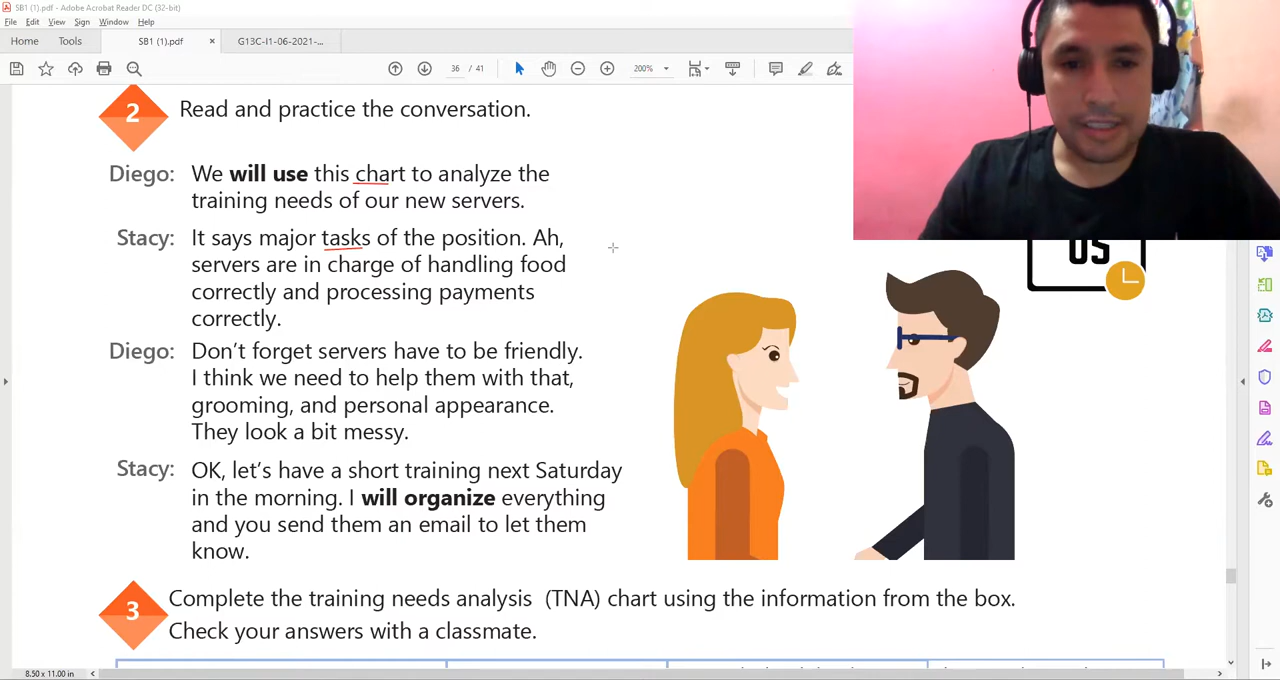 SB1 (1).pdf - Adobe Acrobat Reader DC (32-bit)
File Edit View Sign Window Help
Home Tools SB1 (1).pdf × G13C-I1-06-2021-...
36 / 41 200%
2 Read and practice the conversation.
Diego: We will use this chart to analyze the
training needs of our new servers.
Stacy: It says major tasks of the position. Ah,
servers are in charge of handling food
correctly and processing payments
correctly.
Diego: Don't forget servers have to be friendly.
I think we need to help them with that,
grooming, and personal appearance.
They look a bit messy.
Stacy: OK, let's have a short training next Saturday
in the morning. I will organize everything
and you send them an email to let them
know.
US
3 Complete the training needs analysis (TNA) chart using the information from the box.
Check your answers with a classmate.
8.50 x 11.00 in